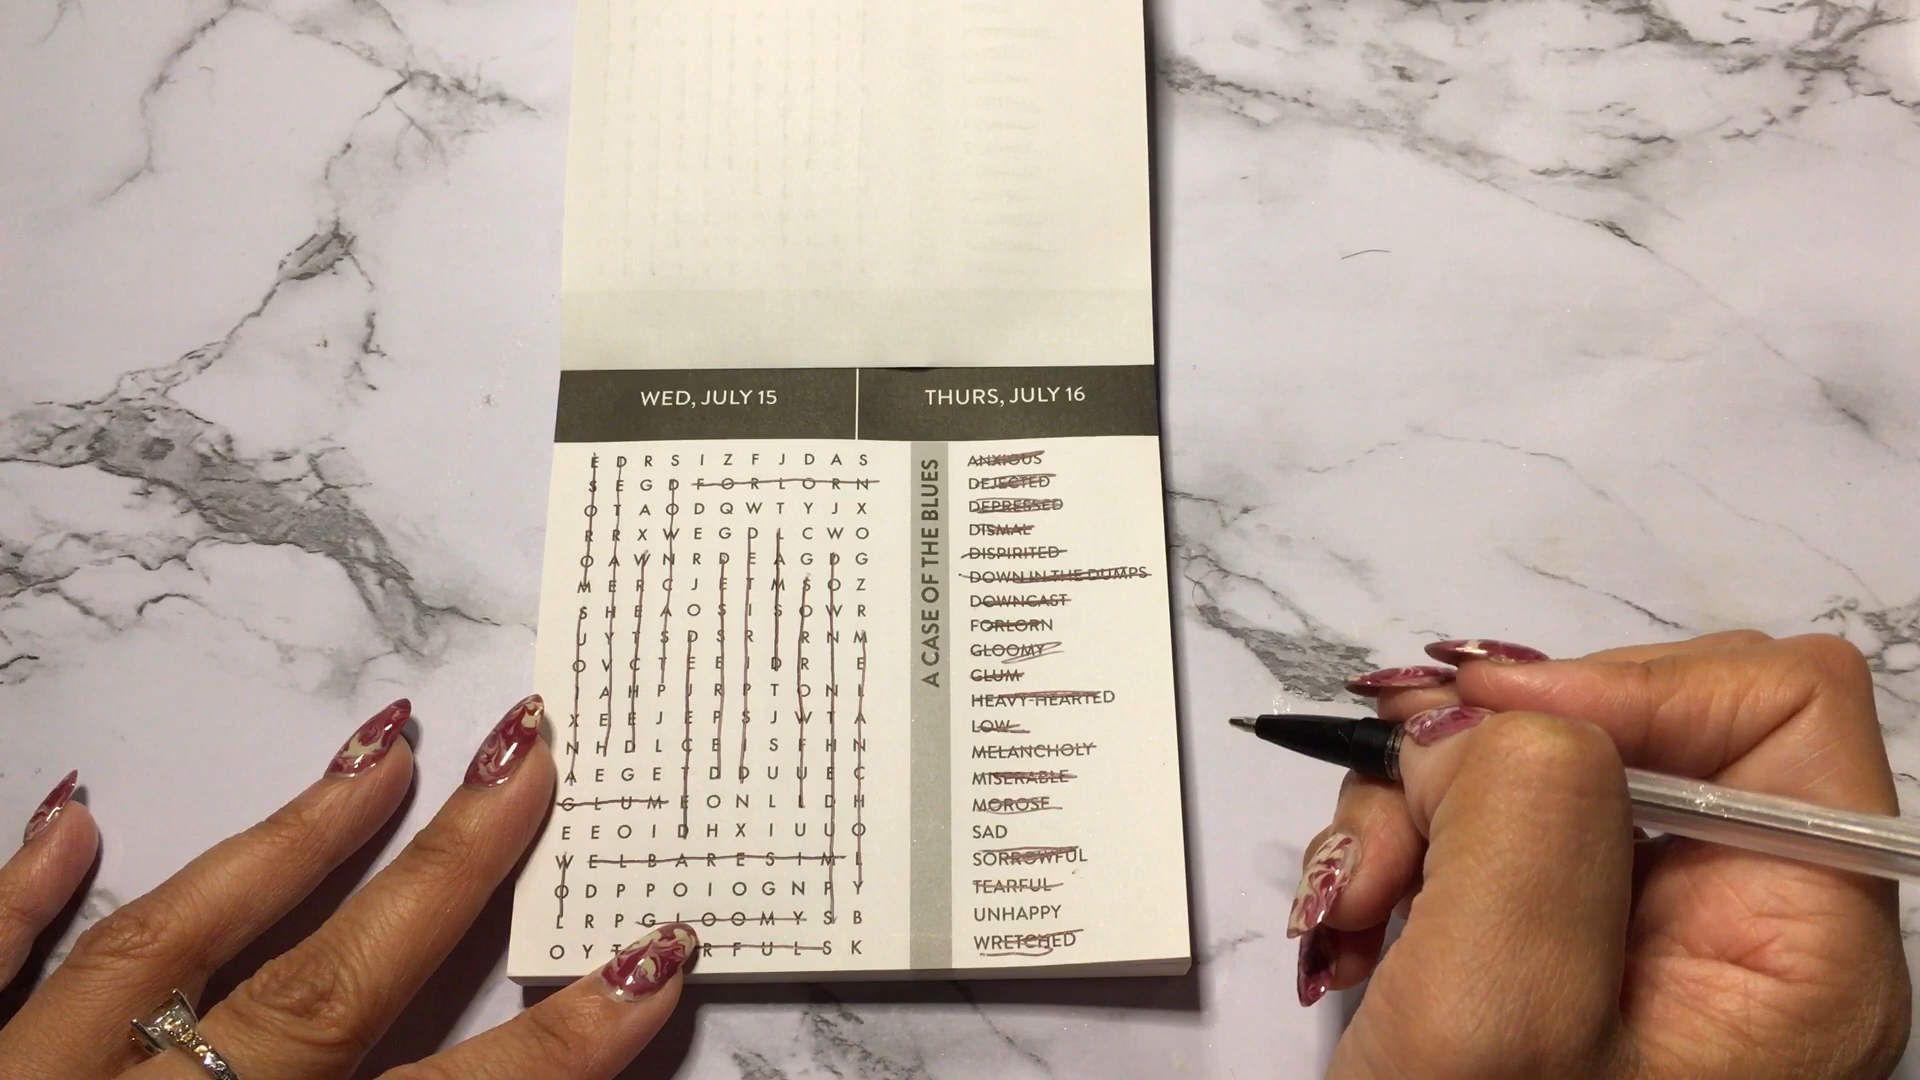 WED, JULY 15
THURS, JULY 16
E D R S I Z F J D A S
S E G D F O R L O R N
O T A O D Q W T Y J X
R R X W E G D L C W O
O A W N R D E A G D G
M E R C J E T M S O Z
S H E A O S I S O W R
U Y T S D S R I R N M
O V C T E E I D R I E
I A H P J R P T O N L
X E E J E P S J W T A
N H D L C E I S F H N
A E G E T D D U U E C
G L U M E O N L L D H
E E O I D H X I U U O
W E L B A R E S I M L
O D P P O I O G N P Y
L R P G L O O M Y S B
O Y T R F U L S K
A CASE OF THE BLUES
ANXIOUS
DEJECTED
DEPRESSED
DISMAL
DISPIRITED
DOWN IN THE DUMPS
DOWNCAST
FORLORN
GLOOMY
GLUM
HEAVY-HEARTED
LOW
MELANCHOLY
MISERABLE
MOROSE
SAD
SORROWFUL
TEARFUL
UNHAPPY
WRETCHED